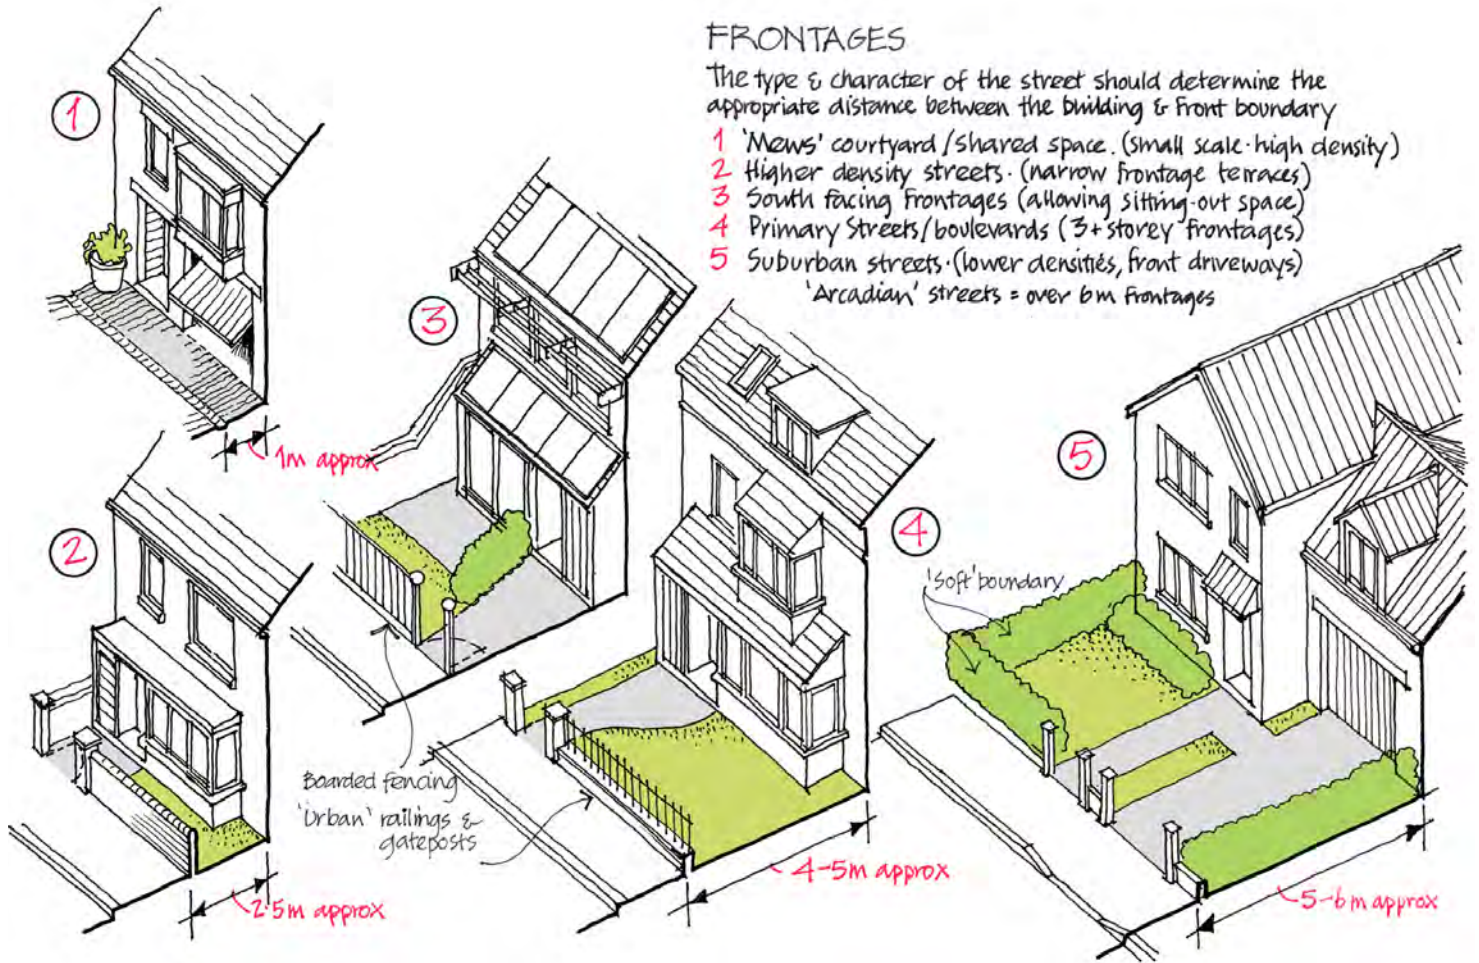 FRONTAGES
The type & character of the street should determine the
appropriate distance between the building & front boundary
1 'Mews' courtyard/shared space. (small scale·high density)
2 Higher density streets. (narrow frontage terraces)
3 South facing frontages (allowing sitting-out space)
4 Primary Streets/boulevards (3+storey frontages)
5 Suburban streets.(lower densities, front driveways)
'Arcadian' streets = over 6m frontages
1
1m approx
2
2·5m approx
3
Boarded fencing
'Urban' railings &
gateposts
4
4-5m approx
5
'Soft' boundary
5-6m approx